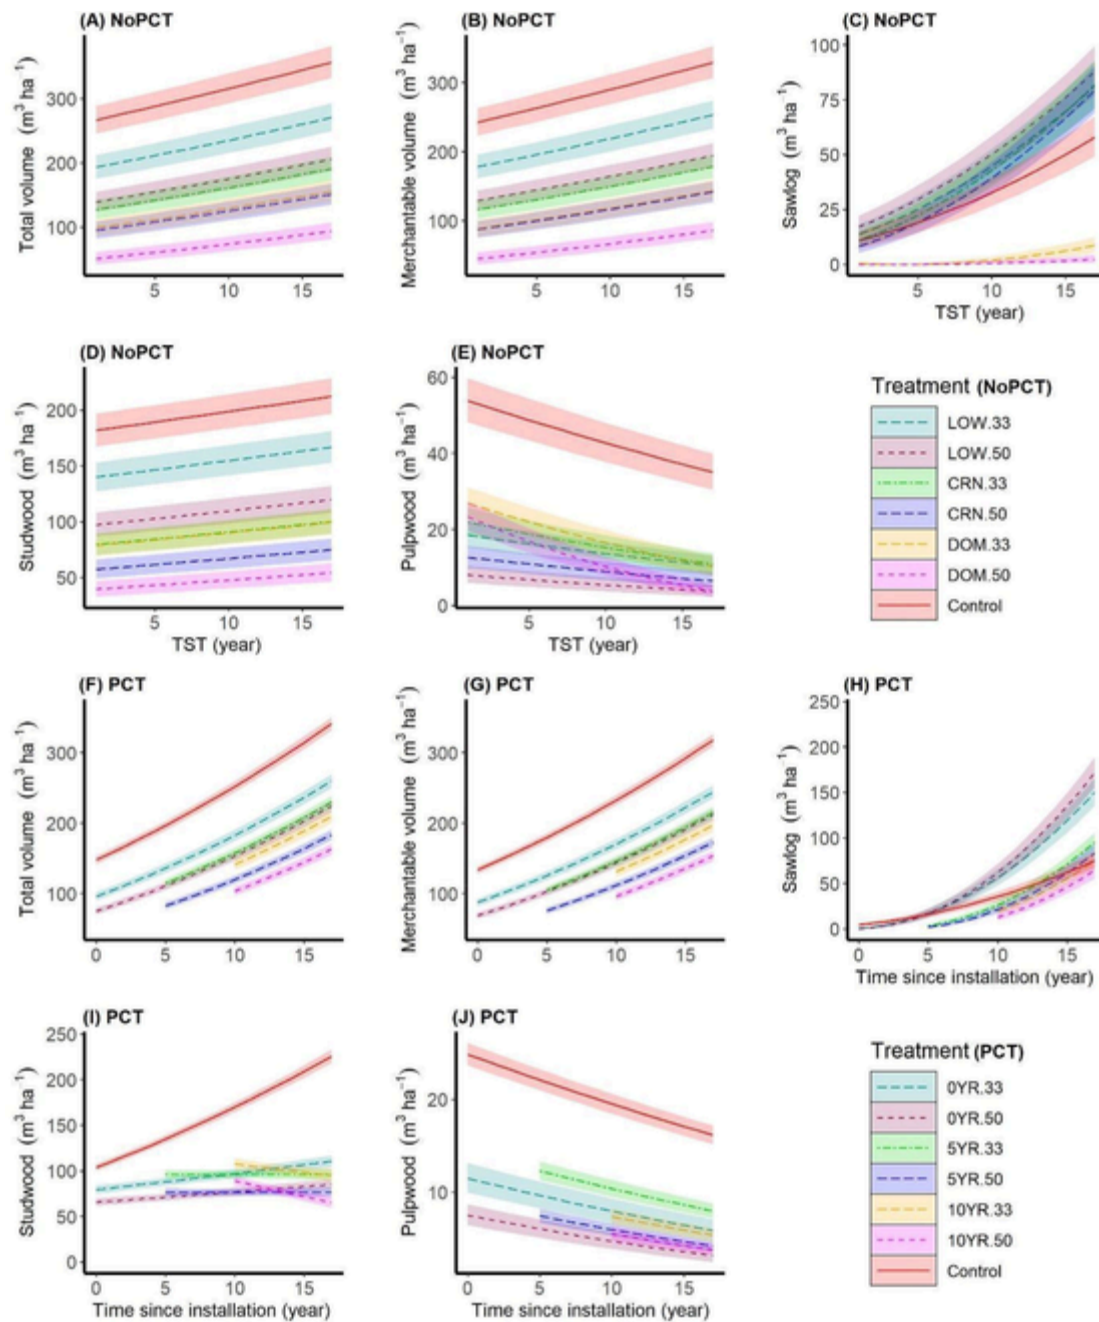 (A) NoPCT
Total volume (m³ ha⁻¹)
300
200
100
5 10 15
(B) NoPCT
Merchantable volume (m³ ha⁻¹)
300
200
100
5 10 15
(C) NoPCT
Sawlog (m³ ha⁻¹)
100
75
50
25
0
5 10 15
TST (year)
(D) NoPCT
Studwood (m³ ha⁻¹)
200
150
100
50
5 10 15
TST (year)
(E) NoPCT
Pulpwood (m³ ha⁻¹)
60
40
20
0
5 10 15
TST (year)
Treatment (NoPCT)
LOW.33
LOW.50
CRN.33
CRN.50
DOM.33
DOM.50
Control
(F) PCT
Total volume (m³ ha⁻¹)
300
200
100
0 5 10 15
(G) PCT
Merchantable volume (m³ ha⁻¹)
300
200
100
0 5 10 15
(H) PCT
Sawlog (m³ ha⁻¹)
250
200
150
100
50
0
0 5 10 15
Time since installation (year)
(I) PCT
Studwood (m³ ha⁻¹)
250
200
150
100
50
0
0 5 10 15
Time since installation (year)
(J) PCT
Pulpwood (m³ ha⁻¹)
20
10
0 5 10 15
Time since installation (year)
Treatment (PCT)
0YR.33
0YR.50
5YR.33
5YR.50
10YR.33
10YR.50
Control